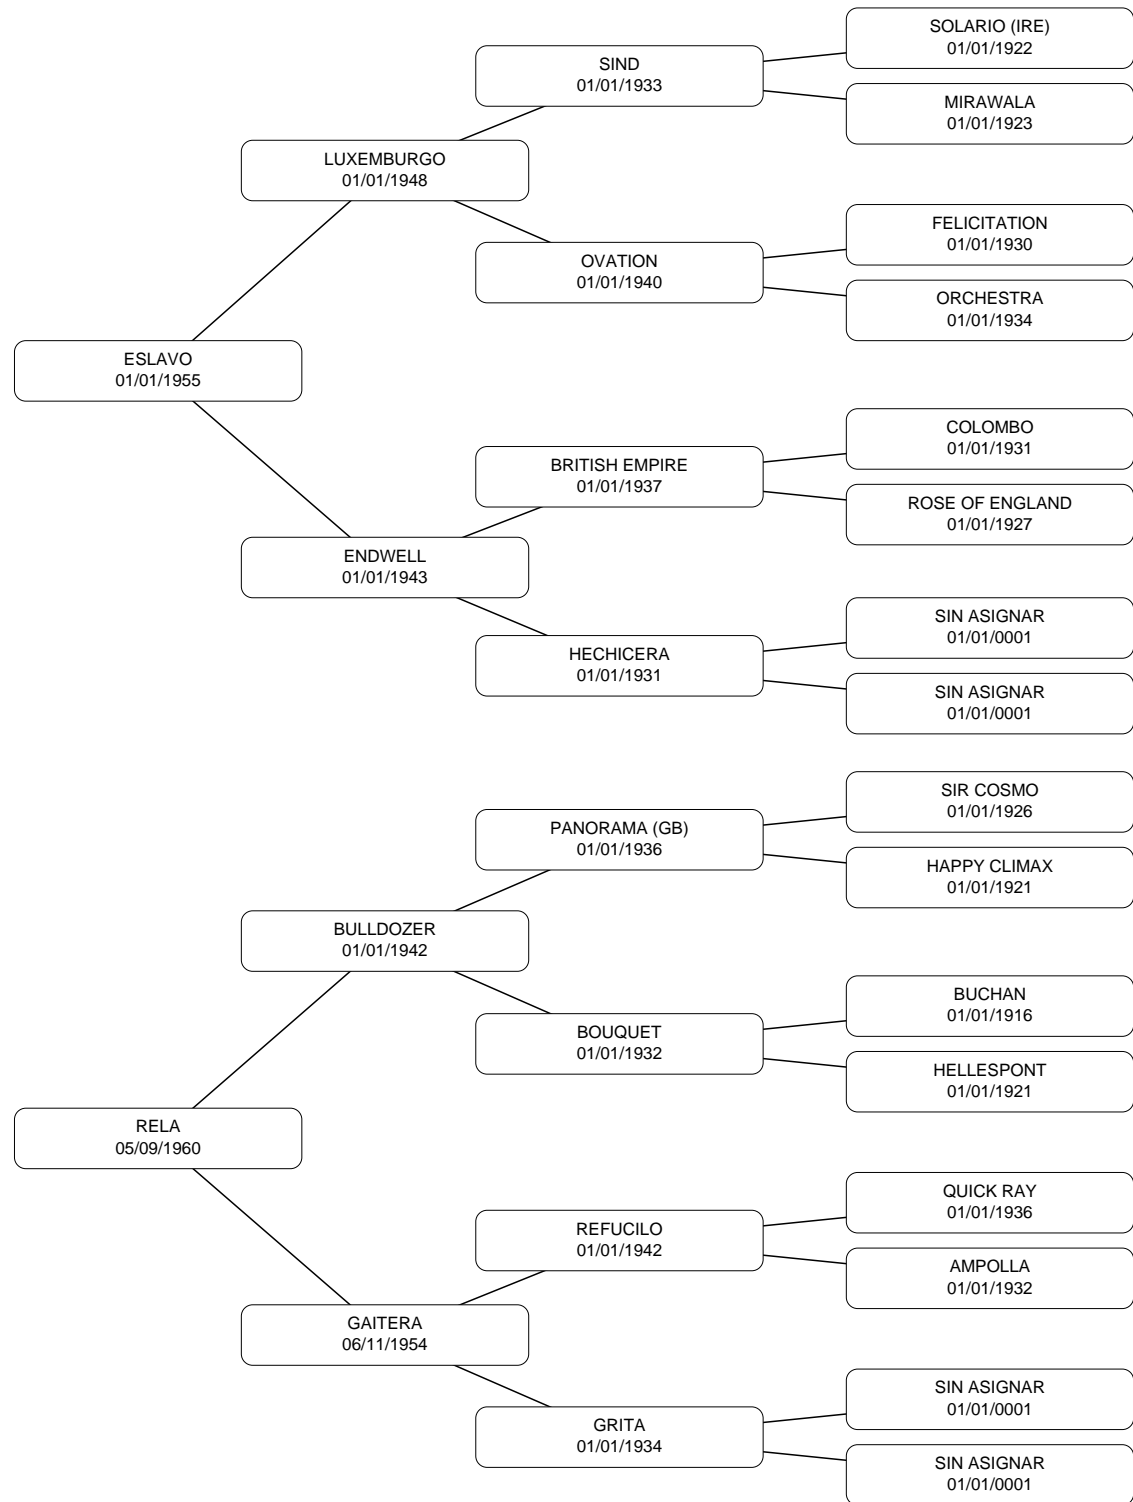 SOLARIO (IRE)
01/01/1922
SIND
01/01/1933
MIRAWALA
01/01/1923
LUXEMBURGO
01/01/1948
FELICITATION
01/01/1930
OVATION
01/01/1940
ORCHESTRA
01/01/1934
ESLAVO
01/01/1955
COLOMBO
01/01/1931
BRITISH EMPIRE
01/01/1937
ROSE OF ENGLAND
01/01/1927
ENDWELL
01/01/1943
SIN ASIGNAR
01/01/0001
HECHICERA
01/01/1931
SIN ASIGNAR
01/01/0001
SIR COSMO
01/01/1926
PANORAMA (GB)
01/01/1936
HAPPY CLIMAX
01/01/1921
BULLDOZER
01/01/1942
BUCHAN
01/01/1916
BOUQUET
01/01/1932
HELLESPONT
01/01/1921
RELA
05/09/1960
QUICK RAY
01/01/1936
REFUCILO
01/01/1942
AMPOLLA
01/01/1932
GAITERA
06/11/1954
SIN ASIGNAR
01/01/0001
GRITA
01/01/1934
SIN ASIGNAR
01/01/0001